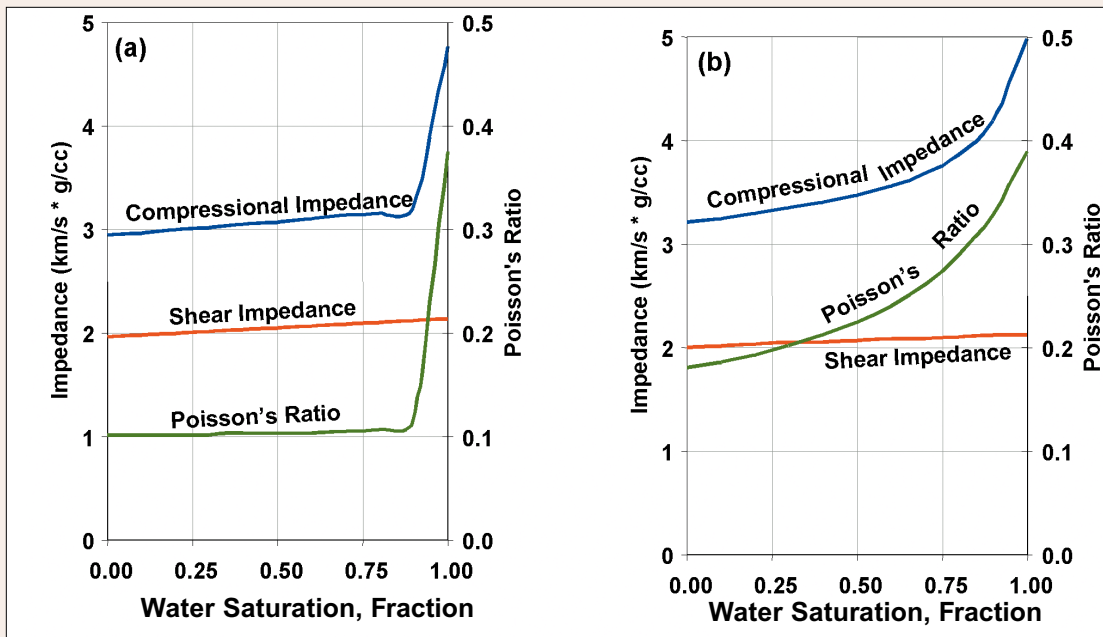 (a)
5
4
3
2
1
0
Impedance (km/s * g/cc)
0.5
0.4
0.3
0.2
0.1
0.0
Poisson's Ratio
Compressional Impedance
Shear Impedance
Poisson's Ratio
0.00 0.25 0.50 0.75 1.00
Water Saturation, Fraction
(b)
5
4
3
2
1
0
Impedance (km/s * g/cc)
0.5
0.4
0.3
0.2
0.1
0.0
Poisson's Ratio
Compressional Impedance
Poisson's Ratio
Shear Impedance
0.00 0.25 0.50 0.75 1.00
Water Saturation, Fraction